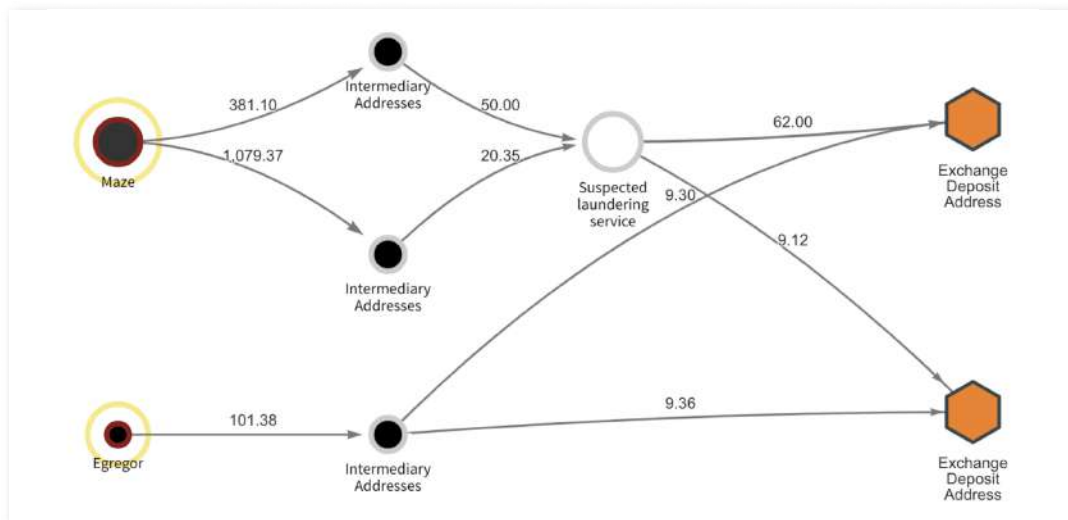 381.10
50.00
Intermediary
Addresses
62.00
Maze
1,079.37
20.35
Suspected
laundering
service
9.30
Exchange
Deposit
Address
9.12
Intermediary
Addresses
101.38
9.36
Egregor
Intermediary
Addresses
Exchange
Deposit
Address